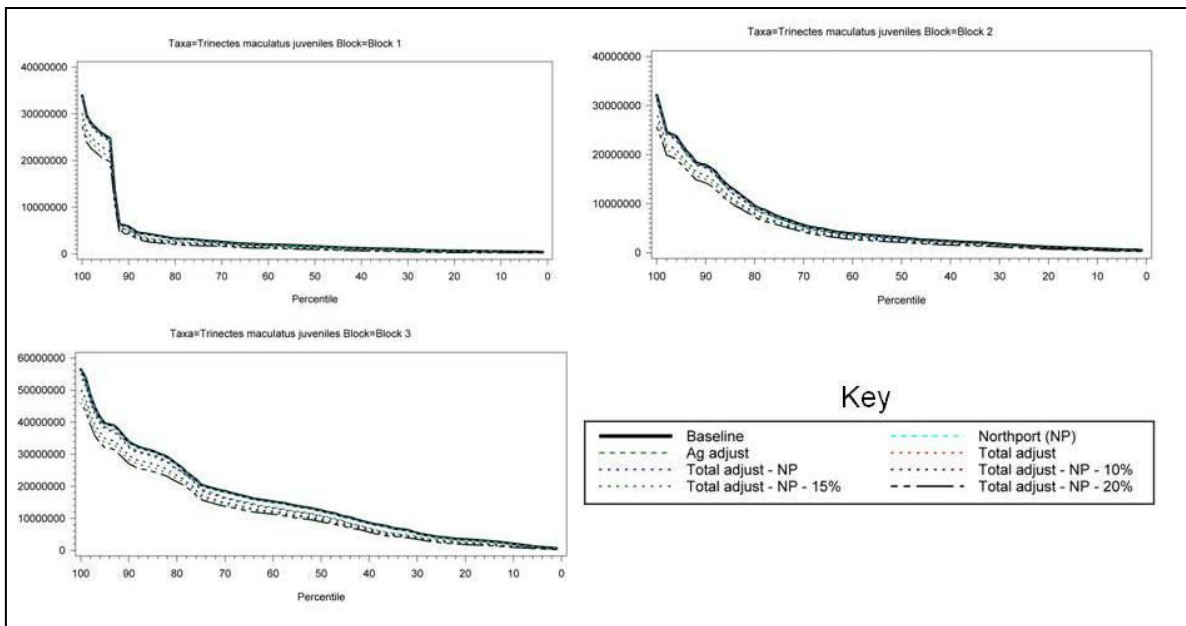 Taxa=Trinectes maculatus juveniles Block=Block 1
40000000
30000000
20000000
10000000
0
100 90 80 70 60 50 40 30 20 10 0
Percentile
Taxa=Trinectes maculatus juveniles Block=Block 2
40000000
30000000
20000000
10000000
0
100 90 80 70 60 50 40 30 20 10 0
Percentile
Taxa=Trinectes maculatus juveniles Block=Block 3
60000000
50000000
40000000
30000000
20000000
10000000
0
100 90 80 70 60 50 40 30 20 10 0
Percentile
Key
Baseline
Northport (NP)
Ag adjust
Total adjust
Total adjust - NP
Total adjust - NP - 10%
Total adjust - NP - 15%
Total adjust - NP - 20%